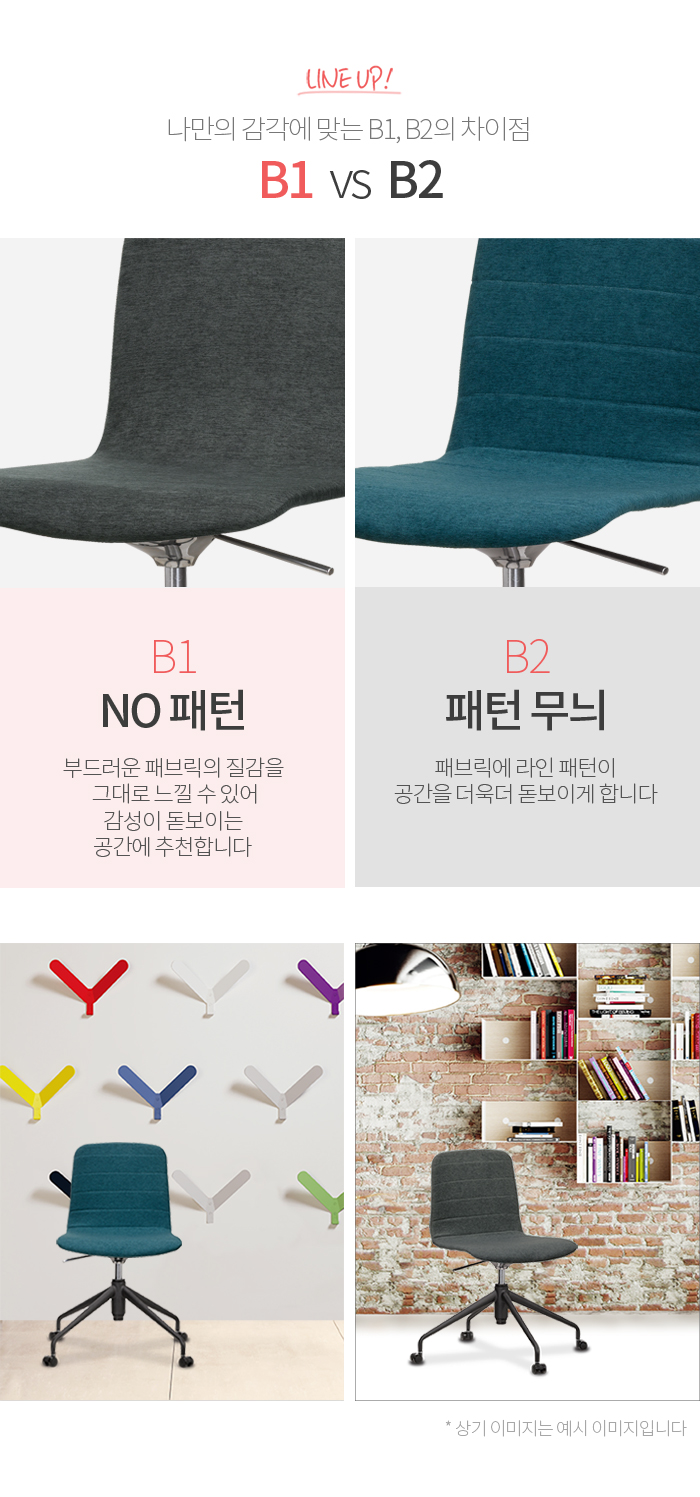 LINE UP!
나만의 감각에 맞는 B1, B2의 차이점
B1 VS B2
B1
NO 패턴
부드러운 패브릭의 질감을
그대로 느낄 수 있어
감성이 돋보이는
공간에 추천합니다
B2
패턴 무늬
패브릭에 라인 패턴이
공간을 더욱더 돋보이게 합니다
* 상기 이미지는 예시 이미지입니다